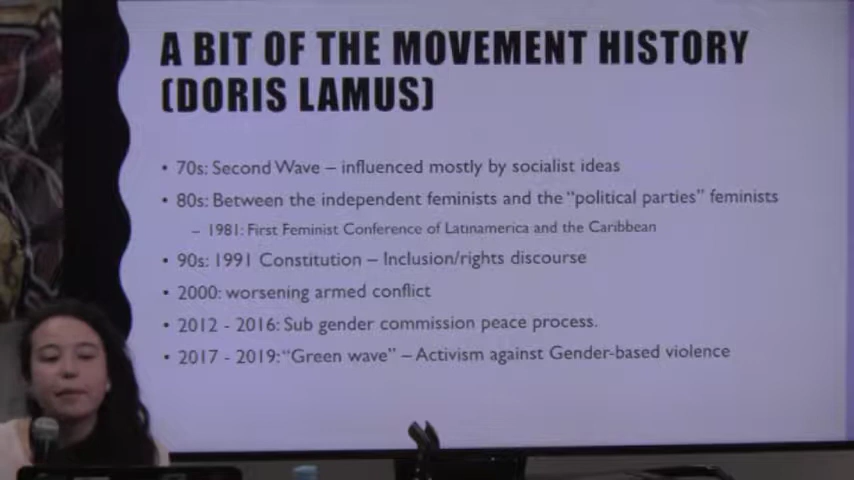 A BIT OF THE MOVEMENT HISTORY
(DORIS LAMUS)
• 70s: Second Wave – influenced mostly by socialist ideas
• 80s: Between the independent feminists and the “political parties” feminists
– 1981: First Feminist Conference of Latinamerica and the Caribbean
• 90s: 1991 Constitution – Inclusion/rights discourse
• 2000: worsening armed conflict
• 2012 - 2016: Sub gender commission peace process.
• 2017 - 2019: “Green wave” – Activism against Gender-based violence